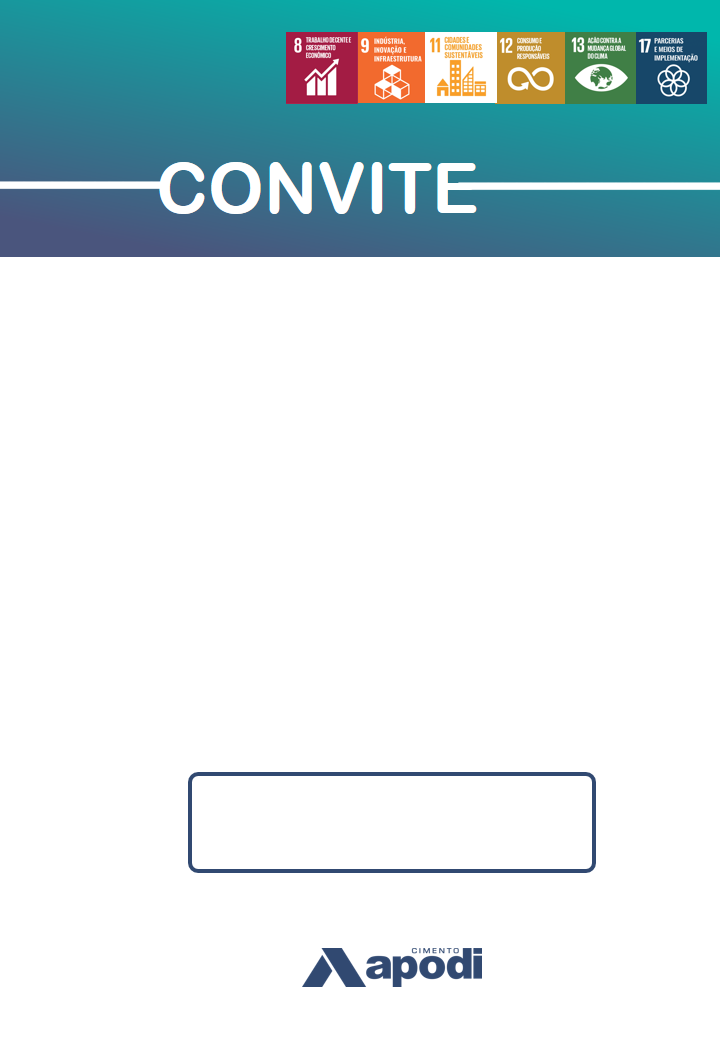 8 TRABALHO DECENTE E
CRESCIMENTO
ECONÔMICO
9 INDÚSTRIA,
INOVAÇÃO E
INFRAESTRUTURA
11 CIDADES E
COMUNIDADES
SUSTENTÁVEIS
12 CONSUMO E
PRODUÇÃO
RESPONSÁVEIS
13 AÇÃO CONTRA A
MUDANÇA GLOBAL
DO CLIMA
17 PARCERIAS
E MEIOS DE
IMPLEMENTAÇÃO
CONVITE
CIMENTO
apodi